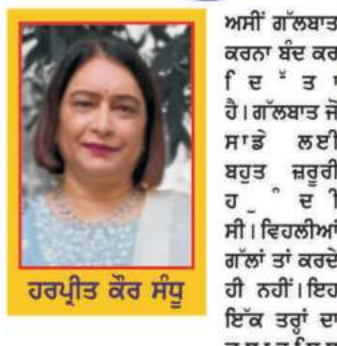 ਅਸੀਂ ਗੱਲਬਾਤ
ਕਰਨਾ ਬੰਦ ਕਰ
ਦਿੱਤਾ
ਹੈ। ਗੱਲਬਾਤ ਜੋ
ਸਾਡੇ ਲਈ
ਬਹੁਤ ਜ਼ਰੂਰੀ
ਹੁੰਦੀ
ਸੀ। ਵਿਹਲੀਆਂ
ਗੱਲਾਂ ਤਾਂ ਕਰਦੇ
ਹੀ ਨਹੀਂ। ਇਹ
ਇੱਕ ਤਰ੍ਹਾਂ ਦਾ
ਹਰਪ੍ਰੀਤ ਕੌਰ ਸੰਧੂ